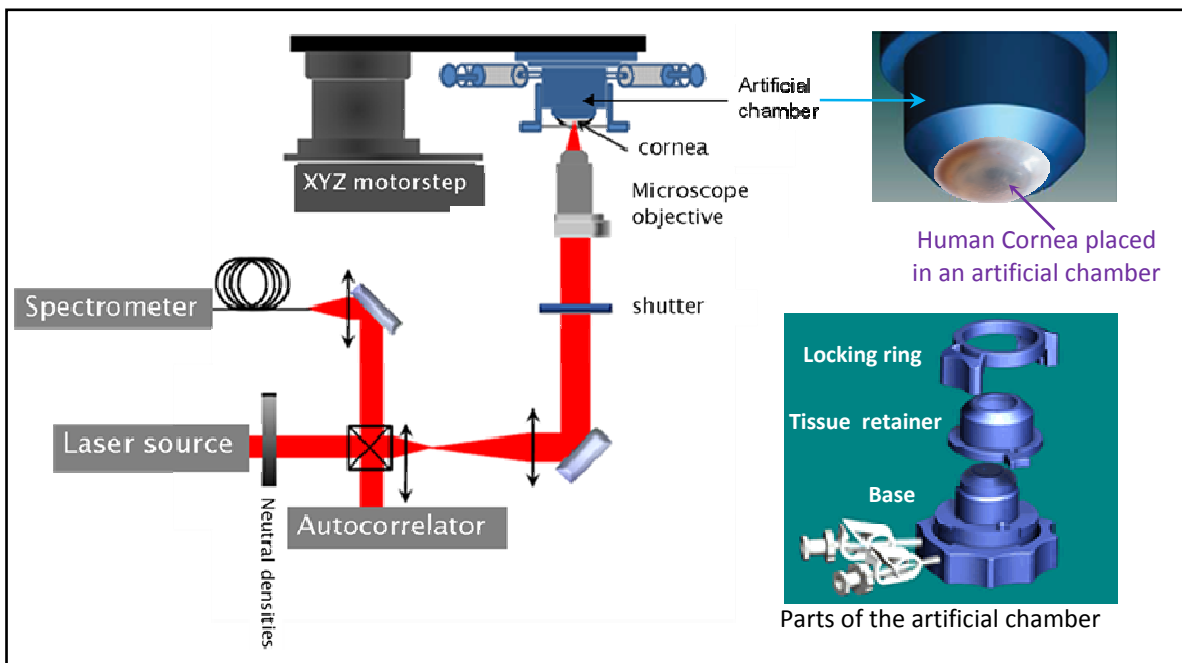 Artificial
chamber
cornea
XYZ motorstep
Microscope
objective
Human Cornea placed
in an artificial chamber
Spectrometer
shutter
Locking ring
Tissue retainer
Laser source
Base
Neutral densities
Autocorrelator
Parts of the artificial chamber